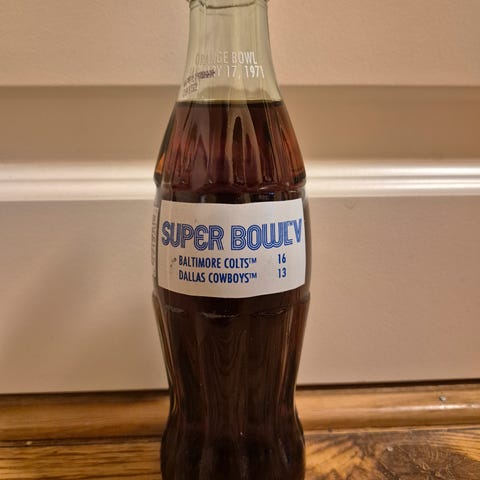 ORANGE BOWL
JANUARY 17, 1971
SUPER BOWL V
BALTIMORE COLTS™ 16
DALLAS COWBOYS™ 13